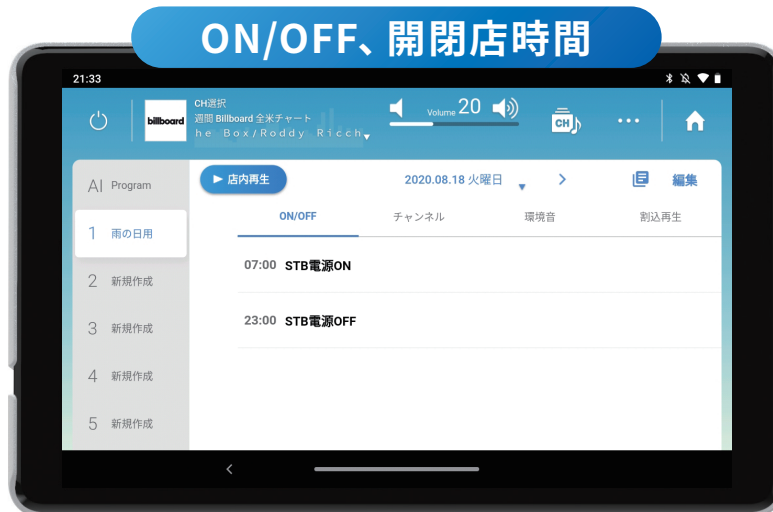 ON/OFF、開閉店時間
21:33
CH選択
週間 Billboard 全米チャート
he Box/Roddy Ricch
billboard
Volume 20
CH
▶ 店内再生
2020.08.18 火曜日
編集
ON/OFF
チャンネル
環境音
割込再生
AI Program
1 雨の日用
2 新規作成
3 新規作成
4 新規作成
5 新規作成
07:00 STB電源ON
23:00 STB電源OFF